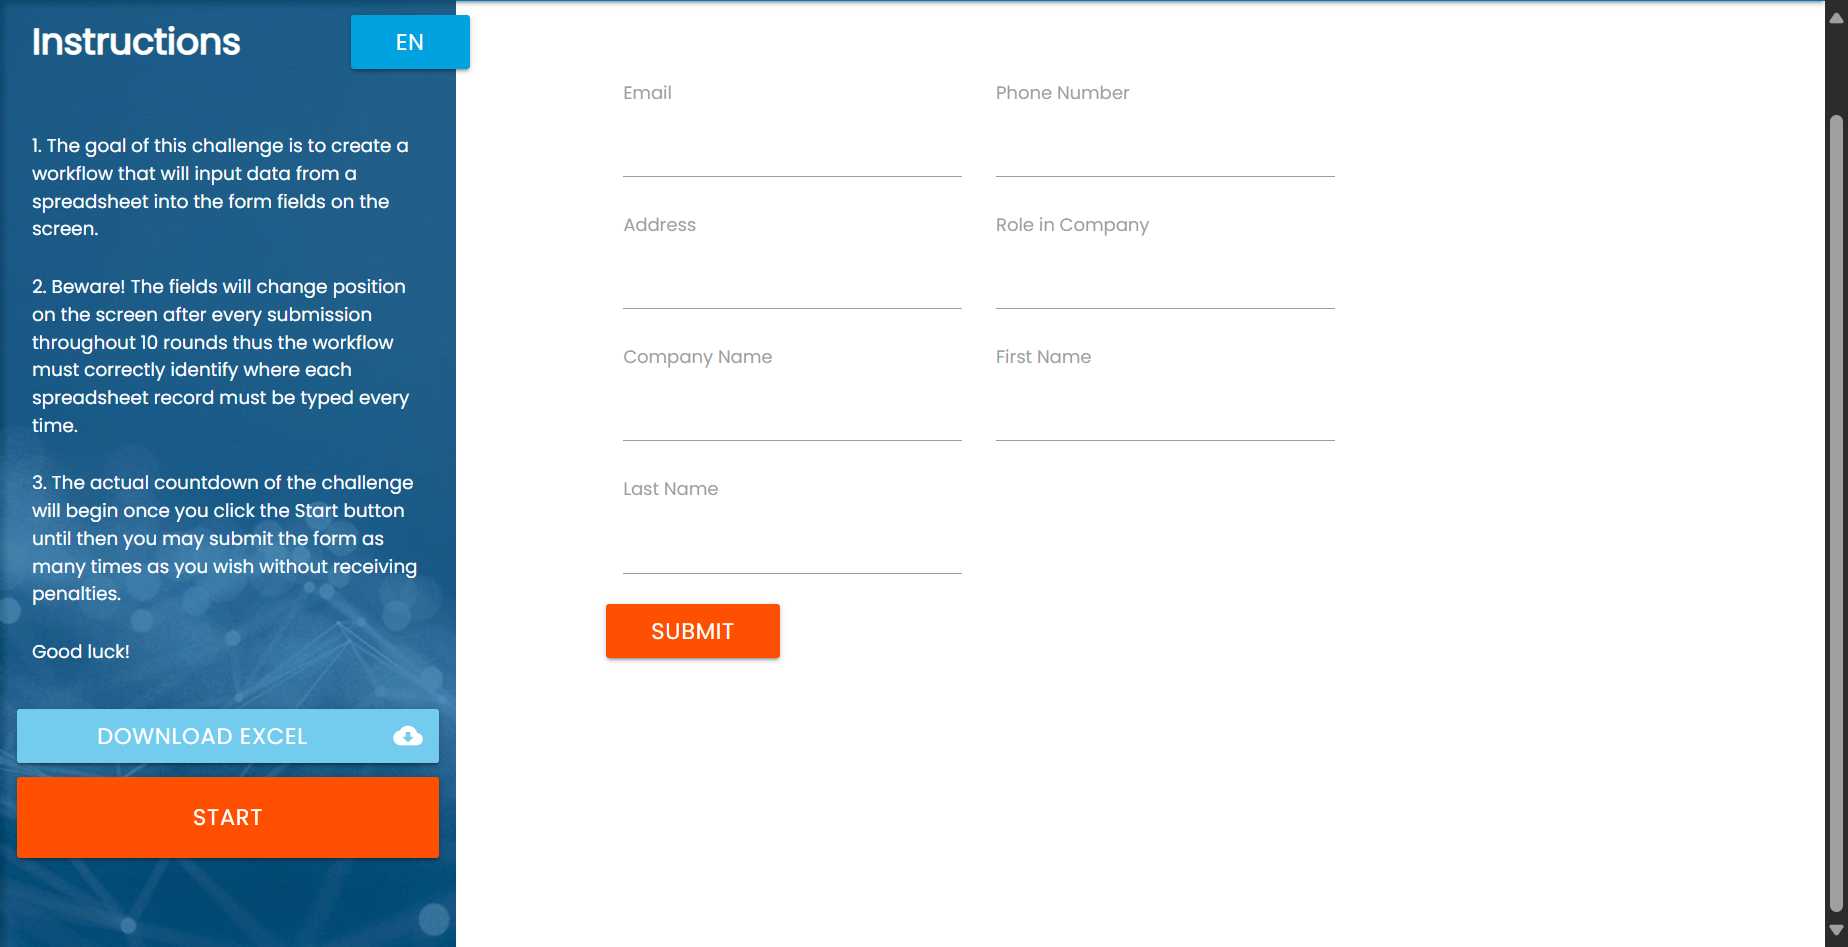 Instructions
EN
1. The goal of this challenge is to create a
workflow that will input data from a
spreadsheet into the form fields on the
screen.
2. Beware! The fields will change position
on the screen after every submission
throughout 10 rounds thus the workflow
must correctly identify where each
spreadsheet record must be typed every
time.
3. The actual countdown of the challenge
will begin once you click the Start button
until then you may submit the form as
many times as you wish without receiving
penalties.
Good luck!
DOWNLOAD EXCEL
START
Email
Phone Number
Address
Role in Company
Company Name
First Name
Last Name
SUBMIT